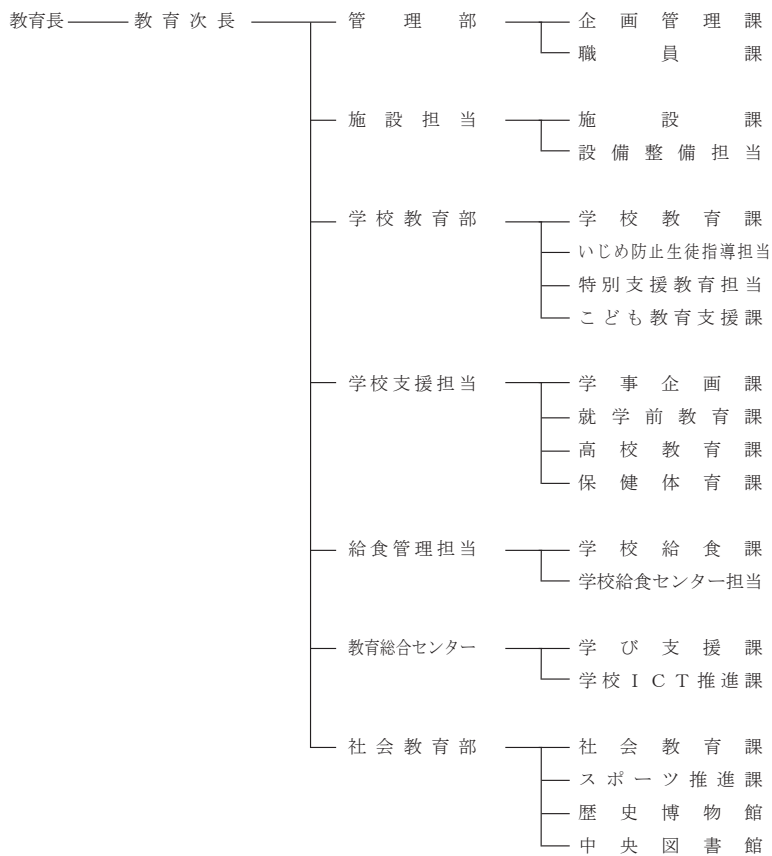 教育長 教育次長 管理部 企画管理課
職員課
施設担当 施設課
設備整備担当
学校教育部 学校教育課
いじめ防止生徒指導担当
特別支援教育担当
こども教育支援課
学校支援担当 学事企画課
就学前教育課
高校教育課
保健体育課
給食管理担当 学校給食課
学校給食センター担当
教育総合センター 学び支援課
学校ICT推進課
社会教育部 社会教育課
スポーツ推進課
歴史博物館
中央図書館